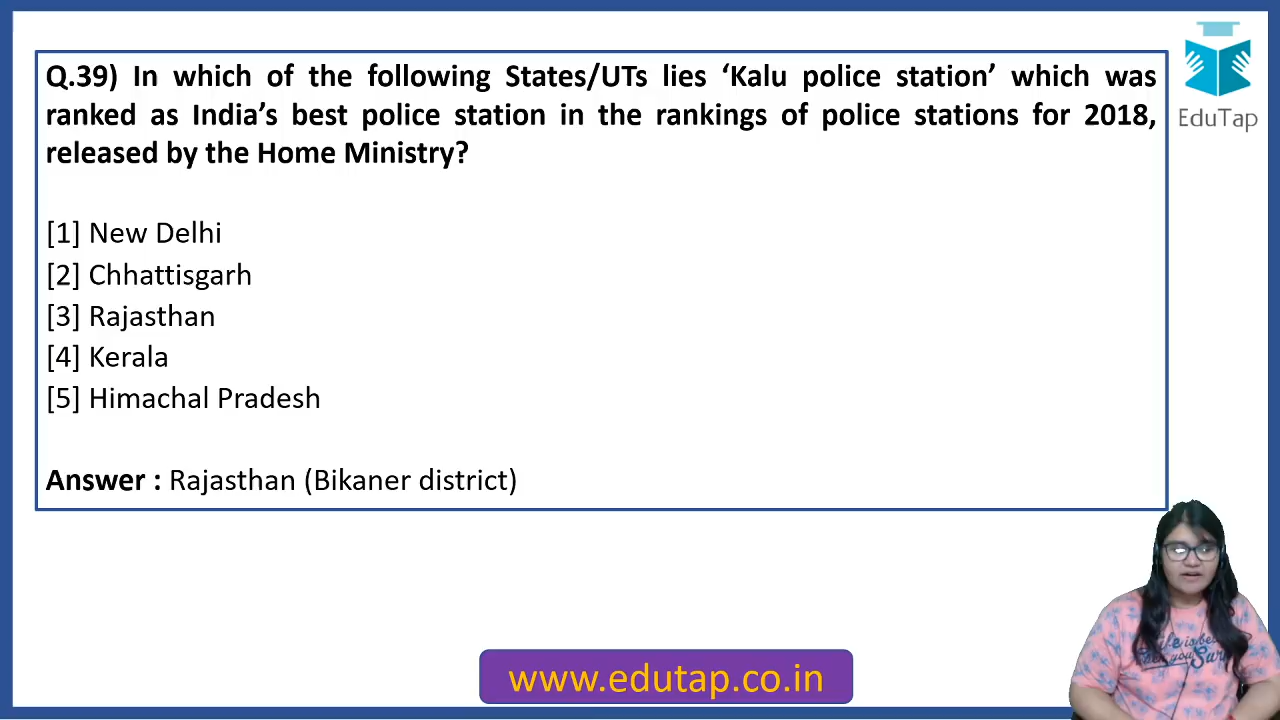 Q.39) In which of the following States/UTs lies ‘Kalu police station’ which was
ranked as India’s best police station in the rankings of police stations for 2018,
released by the Home Ministry?
[1] New Delhi
[2] Chhattisgarh
[3] Rajasthan
[4] Kerala
[5] Himachal Pradesh
Answer : Rajasthan (Bikaner district)
EduTap
www.edutap.co.in